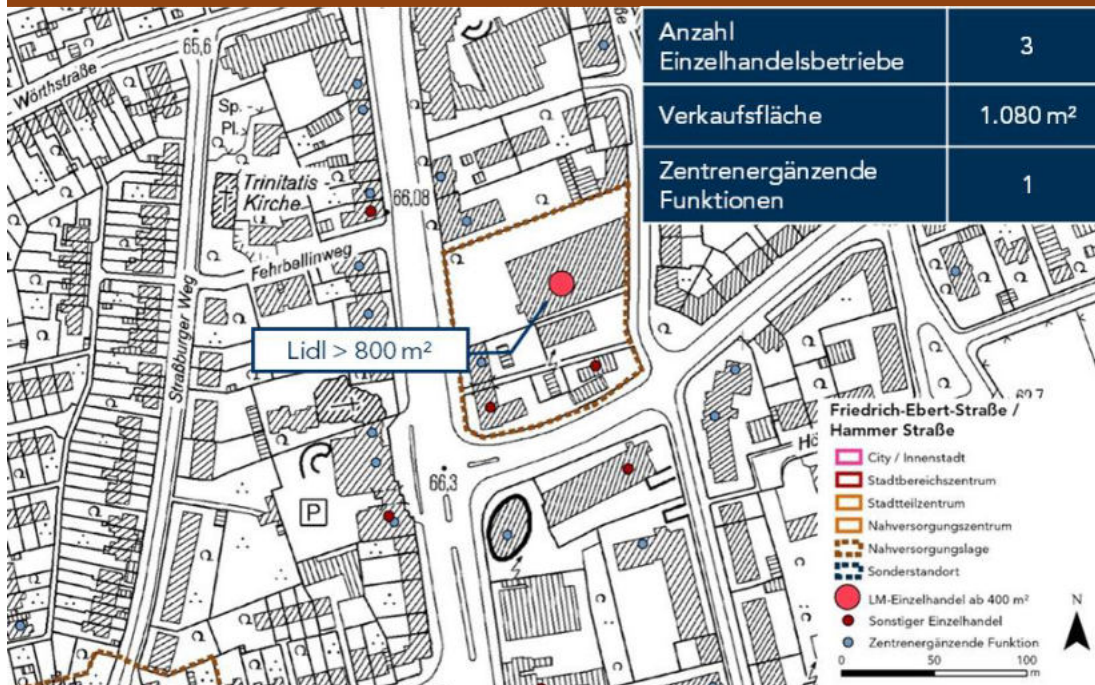 Anzahl
Einzelhandelsbetriebe
3
Verkaufsfläche
1.080 m²
Zentrenergänzende
Funktionen
1
65,6
Wörthstraße
Sp.
Pl.
Trinitatis
Kirche
66,08
Fehrbellinweg
Straßburger Weg
Lidl > 800 m²
66,3
P
Friedrich-Ebert-Straße /
Hammer Straße
City / Innenstadt
Stadtbereichszentrum
Stadtteilzentrum
Nahversorgungszentrum
Nahversorgungslage
Sonderstandort
LM-Einzelhandel ab 400 m²
Sonstiger Einzelhandel
Zentrenergänzende Funktion
N
0 50 100
m